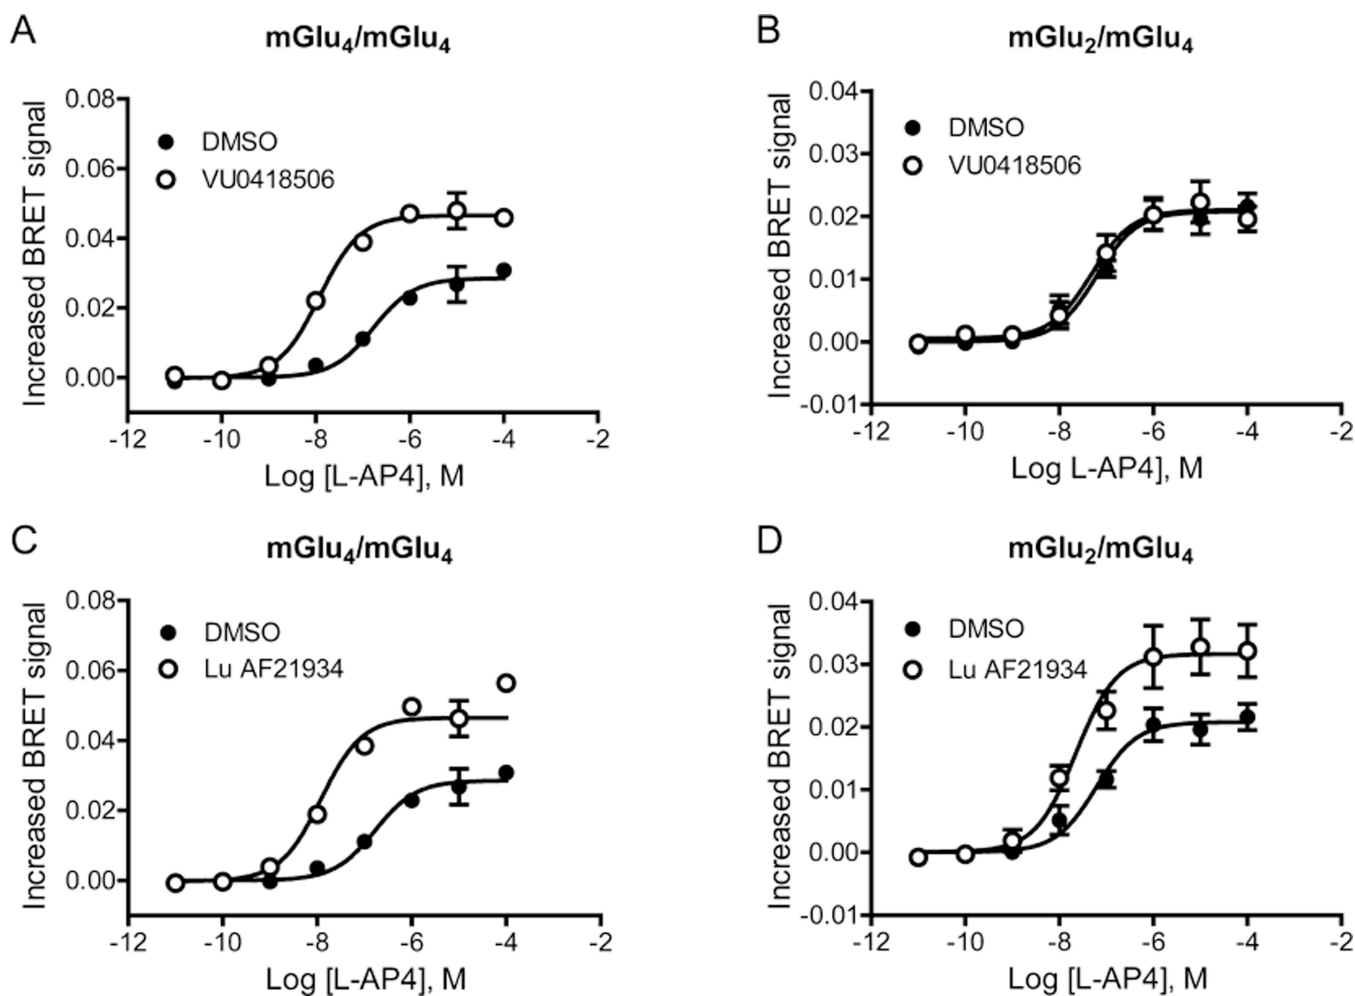 A
mGlu4/mGlu4
Increased BRET signal
0.08
0.06
0.04
0.02
0.00
DMSO
VU0418506
-12 -10 -8 -6 -4 -2
Log [L-AP4], M
B
mGlu2/mGlu4
Increased BRET signal
0.04
0.03
0.02
0.01
0.00
-0.01
DMSO
VU0418506
-12 -10 -8 -6 -4 -2
Log L-AP4], M
C
mGlu4/mGlu4
Increased BRET signal
0.08
0.06
0.04
0.02
0.00
DMSO
Lu AF21934
-12 -10 -8 -6 -4 -2
Log [L-AP4], M
D
mGlu2/mGlu4
Increased BRET signal
0.04
0.03
0.02
0.01
0.00
-0.01
DMSO
Lu AF21934
-12 -10 -8 -6 -4 -2
Log [L-AP4], M